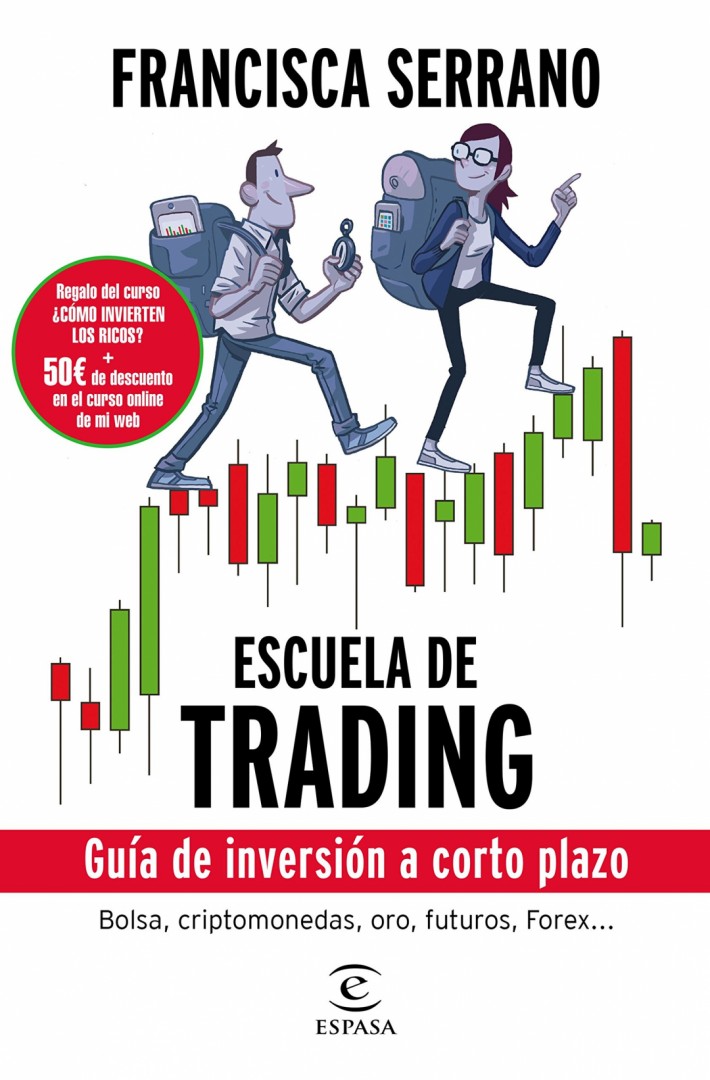 FRANCISCA SERRANO
Regalo del curso
¿CÓMO INVIERTEN
LOS RICOS?
+
50€ de descuento
en el curso online
de mi web
ESCUELA DE
TRADING
Guía de inversión a corto plazo
Bolsa, criptomonedas, oro, futuros, Forex...
e
ESPASA